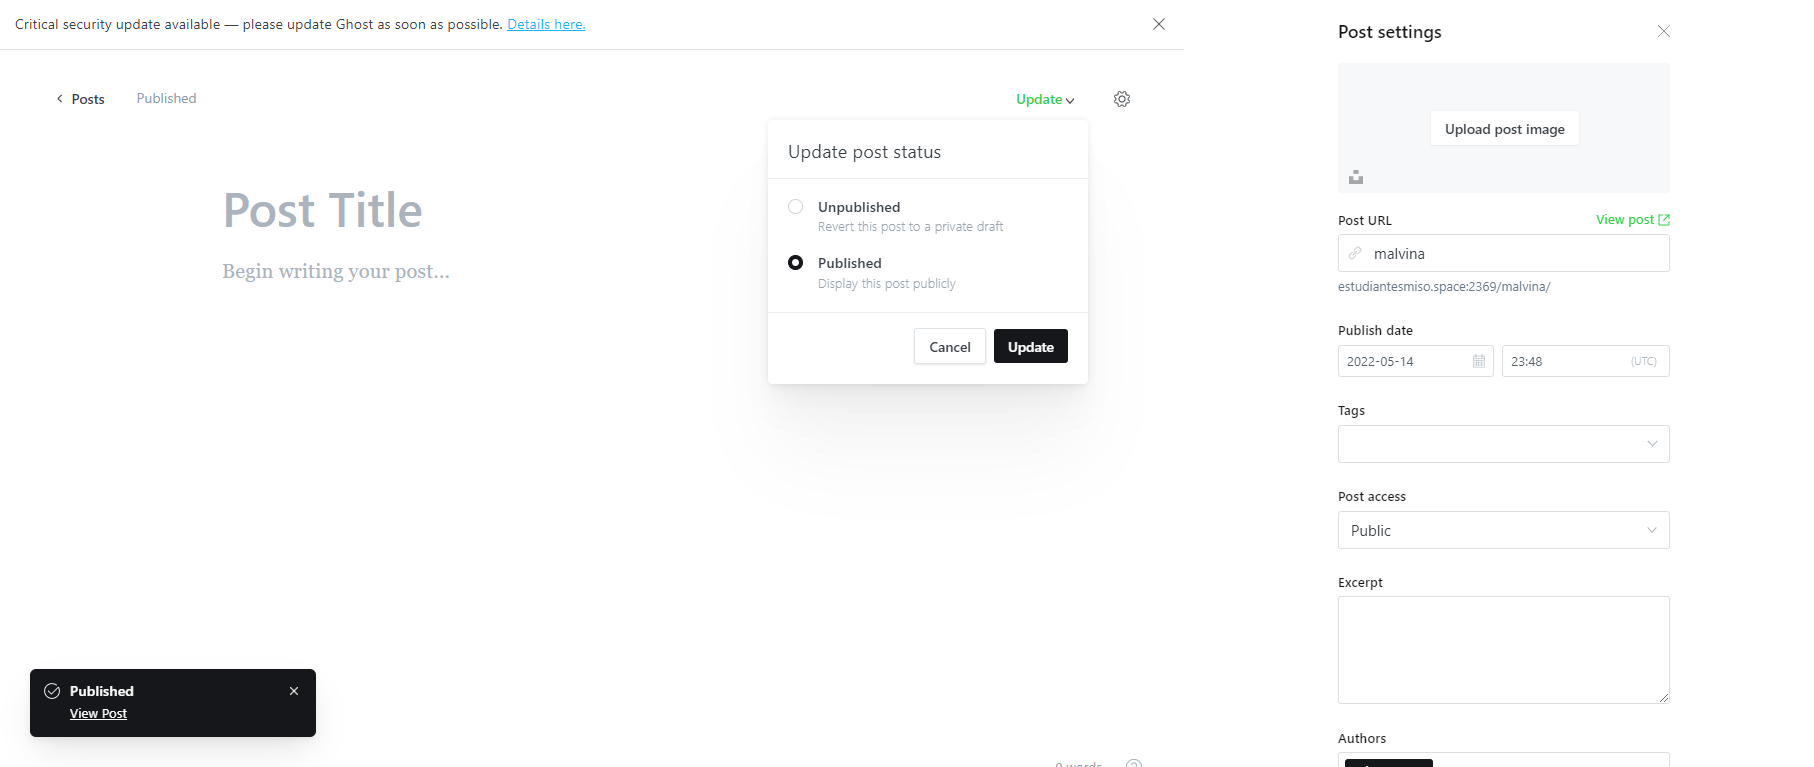 Critical security update available — please update Ghost as soon as possible. Details here.
Posts
Published
Update
Post Title
Begin writing your post...
Update post status
Unpublished
Revert this post to a private draft
Published
Display this post publicly
Cancel
Update
Published
View Post
0 words
Post settings
Upload post image
Post URL
View post
malvina
estudiantesmiso.space:2369/malvina/
Publish date
2022-05-14
23:48
(UTC)
Tags
Post access
Public
Excerpt
Authors